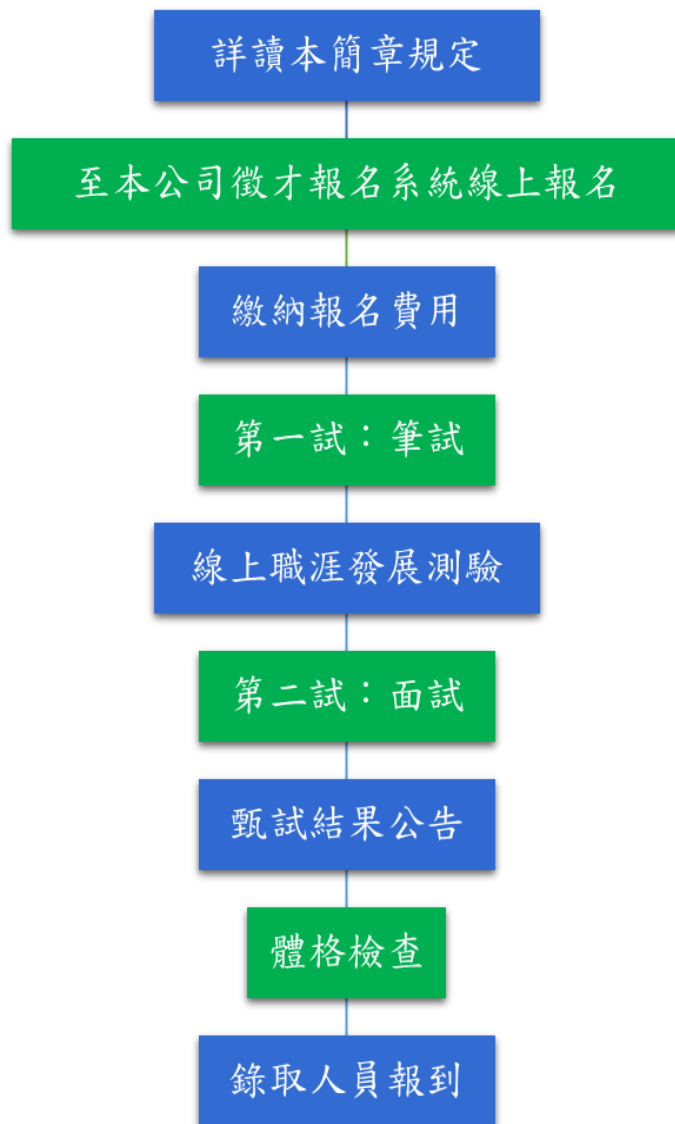 詳讀本簡章規定
至本公司徵才報名系統線上報名
繳納報名費用
第一試：筆試
線上職涯發展測驗
第二試：面試
甄試結果公告
體格檢查
錄取人員報到